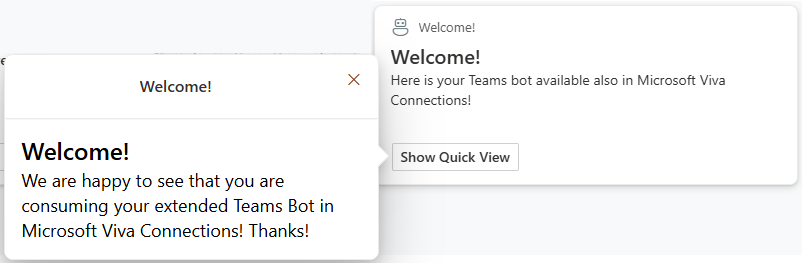 Welcome!
Welcome!
Here is your Teams bot available also in Microsoft Viva
Connections!
Show Quick View
Welcome!
Welcome!
We are happy to see that you are
consuming your extended Teams Bot in
Microsoft Viva Connections! Thanks!